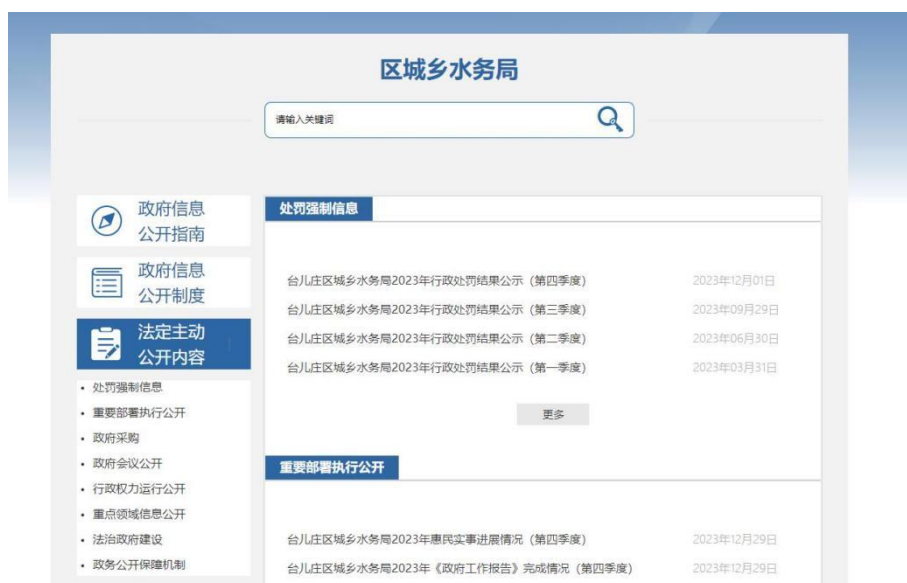 区城乡水务局
请输入关键词
政府信息
公开指南
政府信息
公开制度
法定主动
公开内容
• 处罚强制信息
• 重要部署执行公开
• 政府采购
• 政府会议公开
• 行政权力运行公开
• 重点领域信息公开
• 法治政府建设
• 政务公开保障机制
处罚强制信息
台儿庄区城乡水务局2023年行政处罚结果公示（第四季度） 2023年12月01日
台儿庄区城乡水务局2023年行政处罚结果公示（第三季度） 2023年09月29日
台儿庄区城乡水务局2023年行政处罚结果公示（第二季度） 2023年06月30日
台儿庄区城乡水务局2023年行政处罚结果公示（第一季度） 2023年03月31日
更多
重要部署执行公开
台儿庄区城乡水务局2023年惠民实事进展情况（第四季度） 2023年12月29日
台儿庄区城乡水务局2023年《政府工作报告》完成情况（第四季度） 2023年12月29日